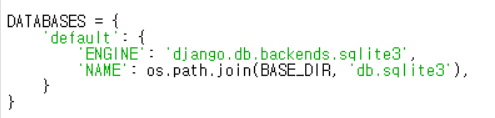 DATABASES = {
    'default': {
        'ENGINE': 'django.db.backends.sqlite3',
        'NAME': os.path.join(BASE_DIR, 'db.sqlite3'),
    }
}